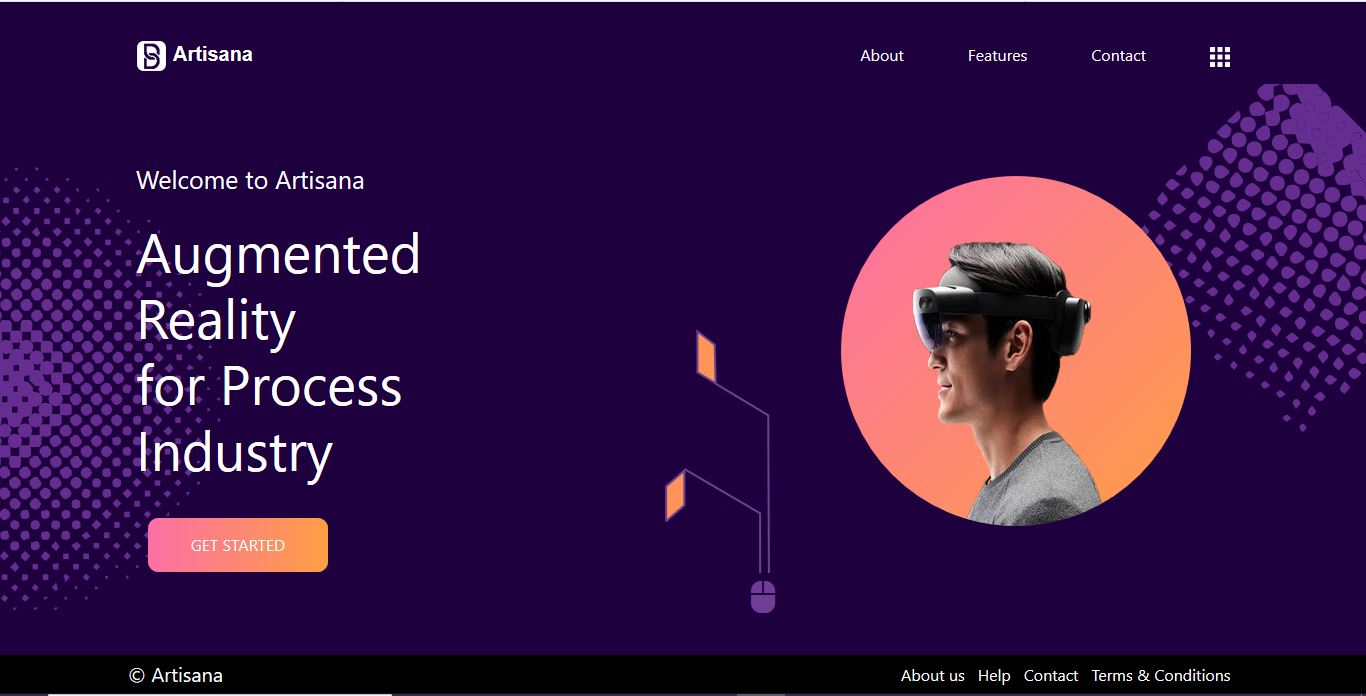 Artisana
About
Features
Contact
Welcome to Artisana
Augmented
Reality
for Process
Industry
GET STARTED
© Artisana
About us
Help
Contact
Terms & Conditions